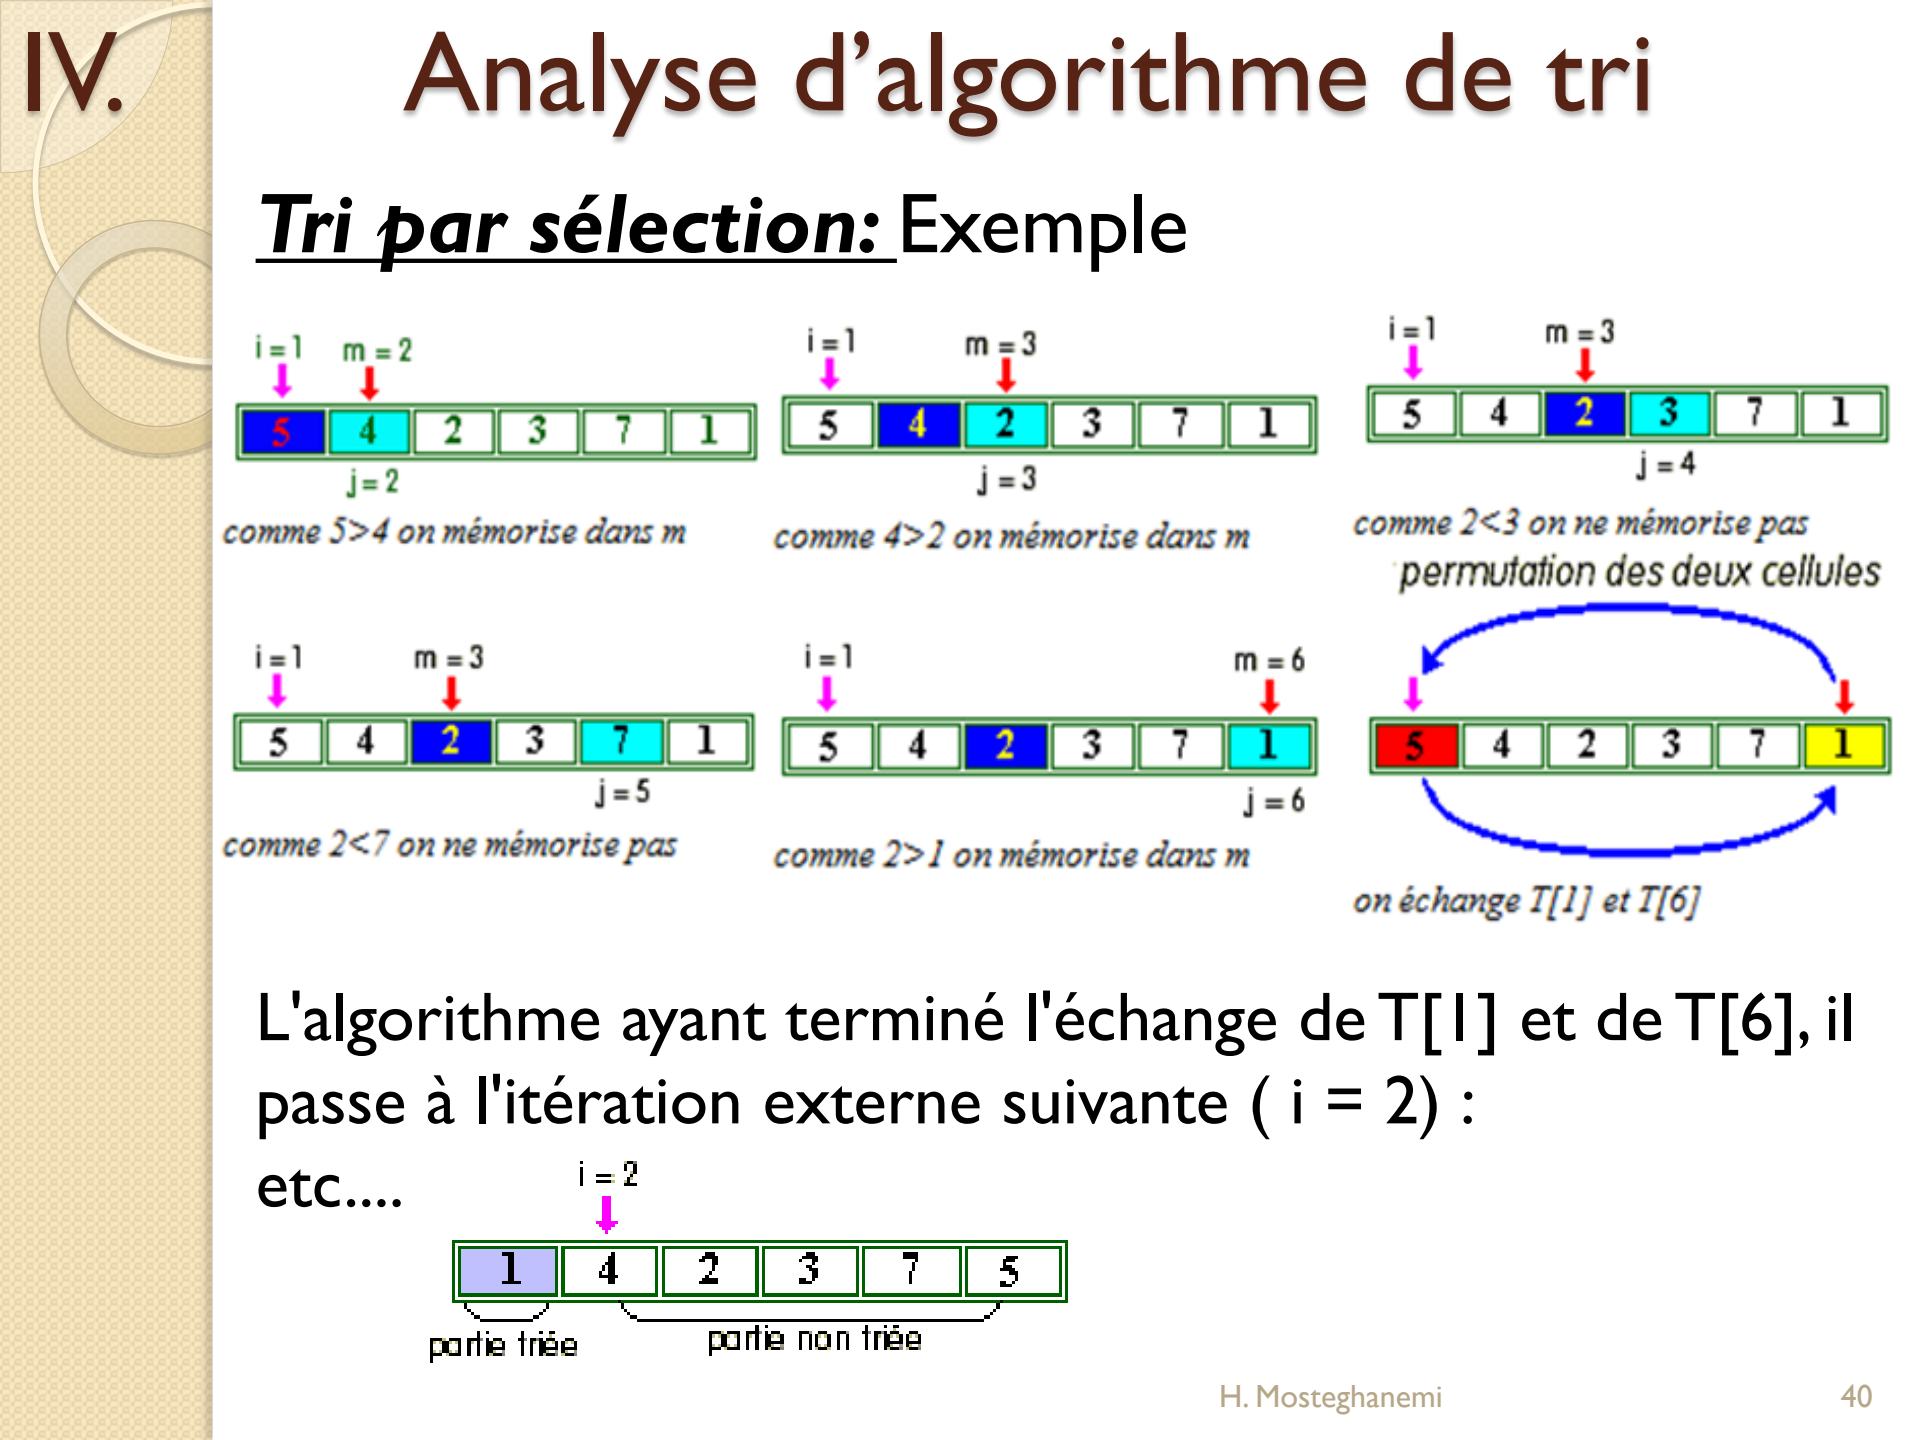 IV. Analyse d’algorithme de tri
Tri par sélection: Exemple
i = 1 m = 2
5 4 2 3 7 1
j = 2
comme 5>4 on mémorise dans m
i = 1 m = 3
5 4 2 3 7 1
j = 3
comme 4>2 on mémorise dans m
i = 1 m = 3
5 4 2 3 7 1
j = 4
comme 2<3 on ne mémorise pas
i = 1 m = 3
5 4 2 3 7 1
j = 5
comme 2<7 on ne mémorise pas
i = 1 m = 6
5 4 2 3 7 1
j = 6
comme 2>1 on mémorise dans m
permutation des deux cellules
5 4 2 3 7 1
on échange T[1] et T[6]
L'algorithme ayant terminé l'échange de T[1] et de T[6], il
passe à l'itération externe suivante ( i = 2) :
etc....
i = 2
1 4 2 3 7 5
partie triée partie non triée
H. Mosteghanemi 40